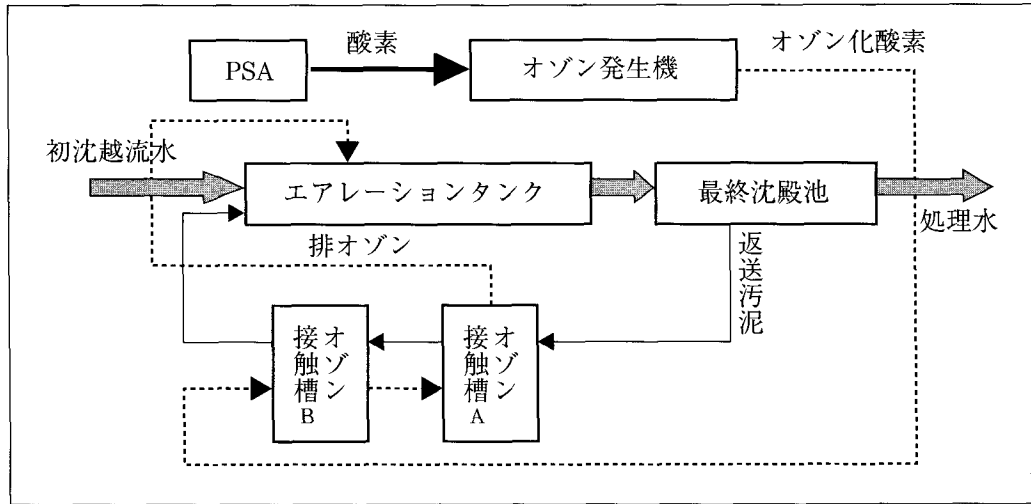 酸素
オゾン化酸素
PSA
オゾン発生機
初沈越流水
エアレーションタンク
最終沈殿池
処理水
排オゾン
返送汚泥
オゾン
接触槽B
オゾン
接触槽A